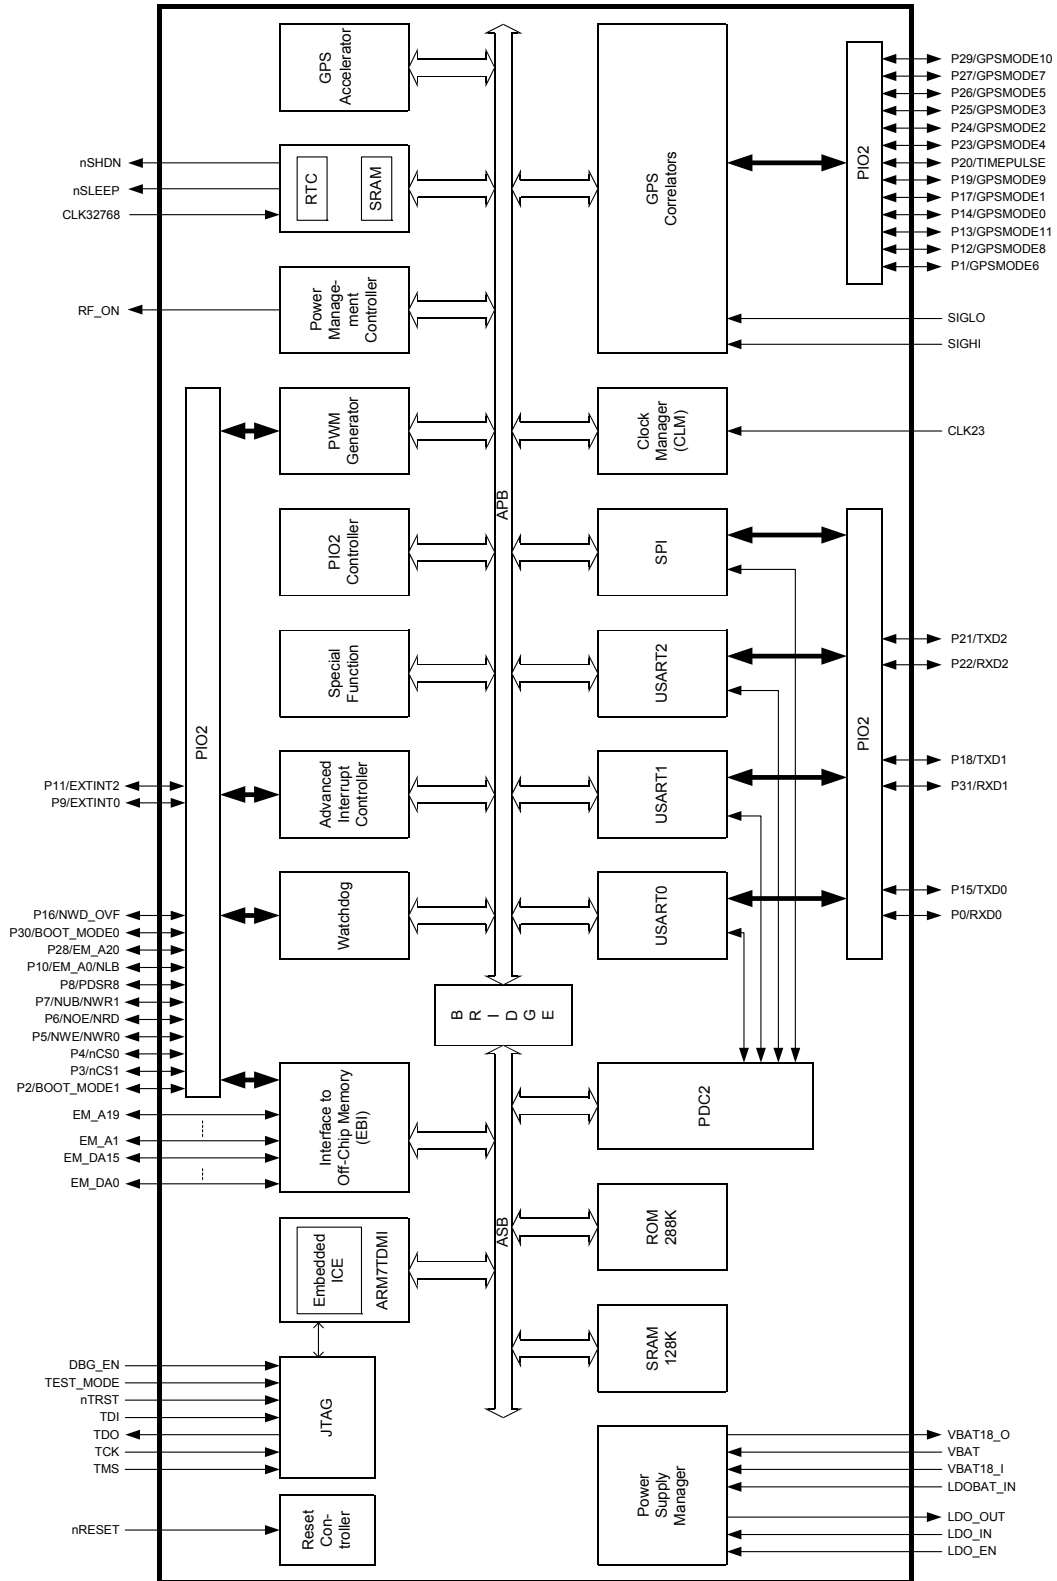 GPS
Accelerator
nSHDN
nSLEEP
CLK32768
RTC
SRAM
RF_ON
Power
Manage-
ment
Controller
PWM
Generator
PIO2
Controller
Special
Function
P11/EXTINT2
P9/EXTINT0
Advanced
Interrupt
Controller
PIO2
P16/NWD_OVF
P30/BOOT_MODE0
P28/EM_A20
P10/EM_A0/NLB
P8/PDSR8
P7/NUB/NWR1
P6/NOE/NRD
P5/NWE/NWR0
P4/nCS0
P3/nCS1
P2/BOOT_MODE1
Watchdog
EM_A19
EM_A1
EM_DA15
EM_DA0
Interface to
Off-Chip Memory
(EBI)
Embedded
ICE
ARM7TDMI
DBG_EN
TEST_MODE
nTRST
TDI
TDO
TCK
TMS
JTAG
nRESET
Reset
Con-
troller
APB
B
R
I
D
G
E
ASB
GPS
Correlators
PIO2
P29/GPSMODE10
P27/GPSMODE7
P26/GPSMODE5
P25/GPSMODE3
P24/GPSMODE2
P23/GPSMODE4
P20/TIMEPULSE
P19/GPSMODE9
P17/GPSMODE1
P14/GPSMODE0
P13/GPSMODE11
P12/GPSMODE8
P1/GPSMODE6
SIGLO
SIGHI
Clock
Manager
(CLM)
CLK23
SPI
USART2
USART1
USART0
PIO2
P21/TXD2
P22/RXD2
P18/TXD1
P31/RXD1
P15/TXD0
P0/RXD0
PDC2
ROM
288K
SRAM
128K
Power
Supply
Manager
VBAT18_O
VBAT
VBAT18_I
LDOBAT_IN
LDO_OUT
LDO_IN
LDO_EN